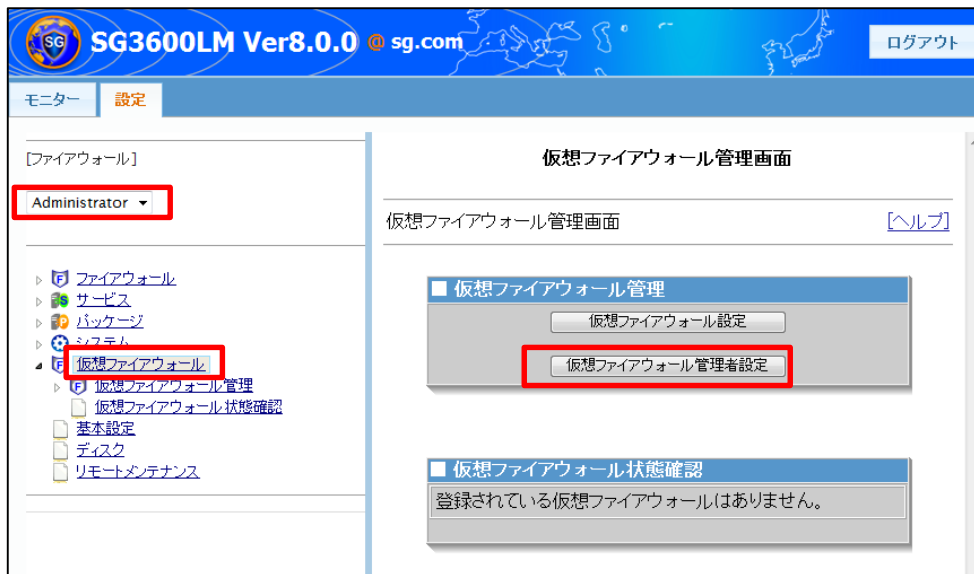 SG
SG3600LM Ver8.0.0 @ sg.com
ログアウト
モニター 設定
[ファイアウォール]
Administrator
ファイアウォール
サービス
パッケージ
システム
仮想ファイアウォール
仮想ファイアウォール管理
仮想ファイアウォール状態確認
基本設定
ディスク
リモートメンテナンス
仮想ファイアウォール管理画面
仮想ファイアウォール管理画面 [ヘルプ]
■ 仮想ファイアウォール管理
仮想ファイアウォール設定
仮想ファイアウォール管理者設定
■ 仮想ファイアウォール状態確認
登録されている仮想ファイアウォールはありません。